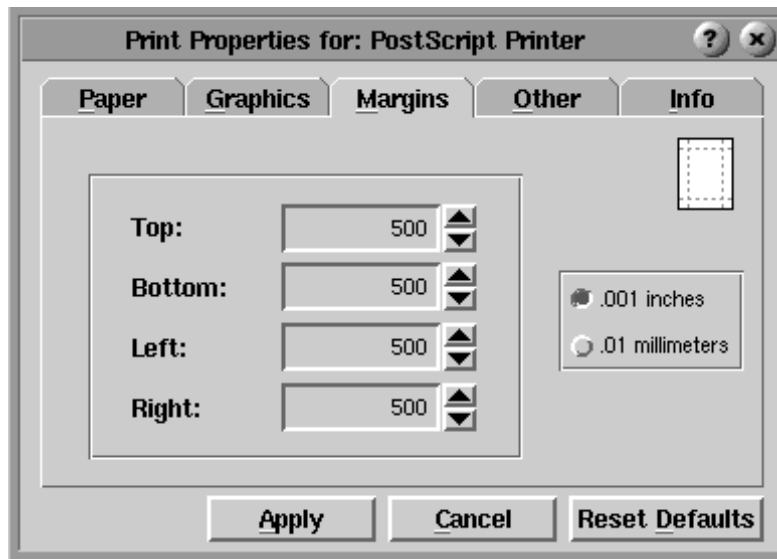 Print Properties for: PostScript Printer ? x
Paper Graphics Margins Other Info
Top: 500
Bottom: 500
Left: 500
Right: 500
.001 inches
.01 millimeters
Apply Cancel Reset Defaults